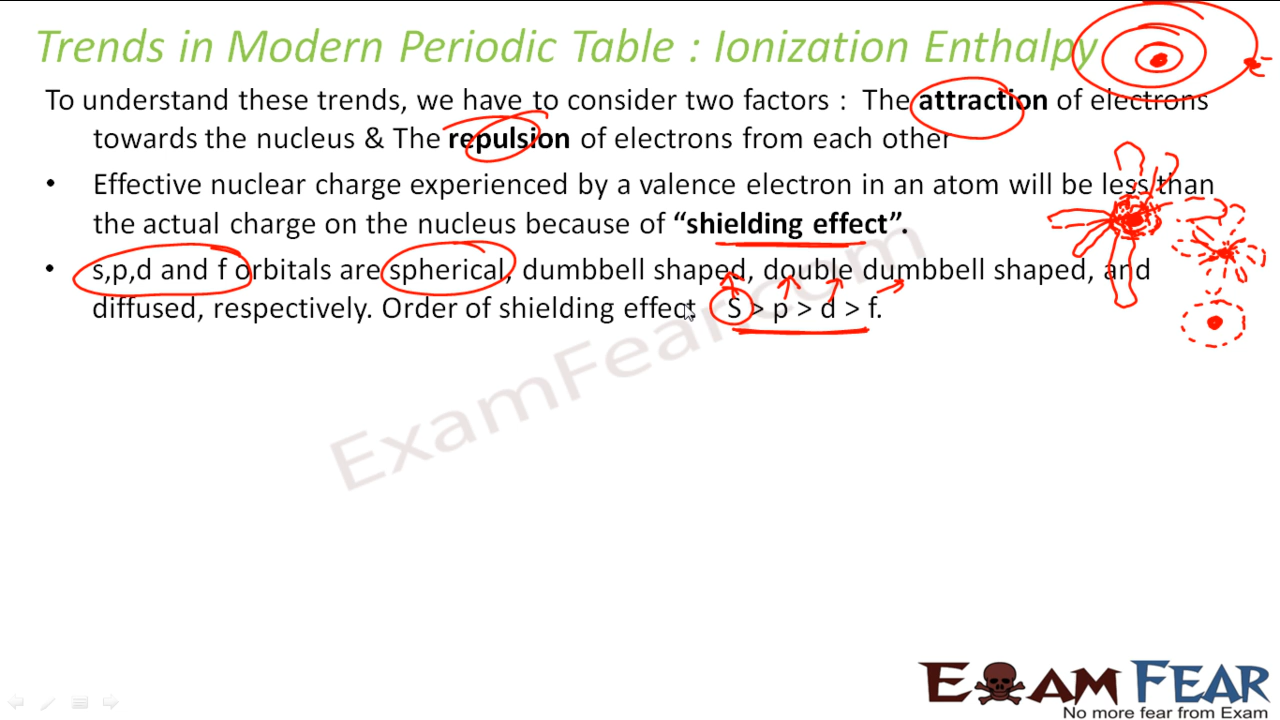 Trends in Modern Periodic Table : Ionization Enthalpy
To understand these trends, we have to consider two factors : The attraction of electrons
towards the nucleus & The repulsion of electrons from each other
• Effective nuclear charge experienced by a valence electron in an atom will be less than
the actual charge on the nucleus because of “shielding effect”.
• s,p,d and f orbitals are spherical, dumbbell shaped, double dumbbell shaped, and
diffused, respectively. Order of shielding effect S > p > d > f.
ExamFear.com
EXAM FEAR
No more fear from Exam